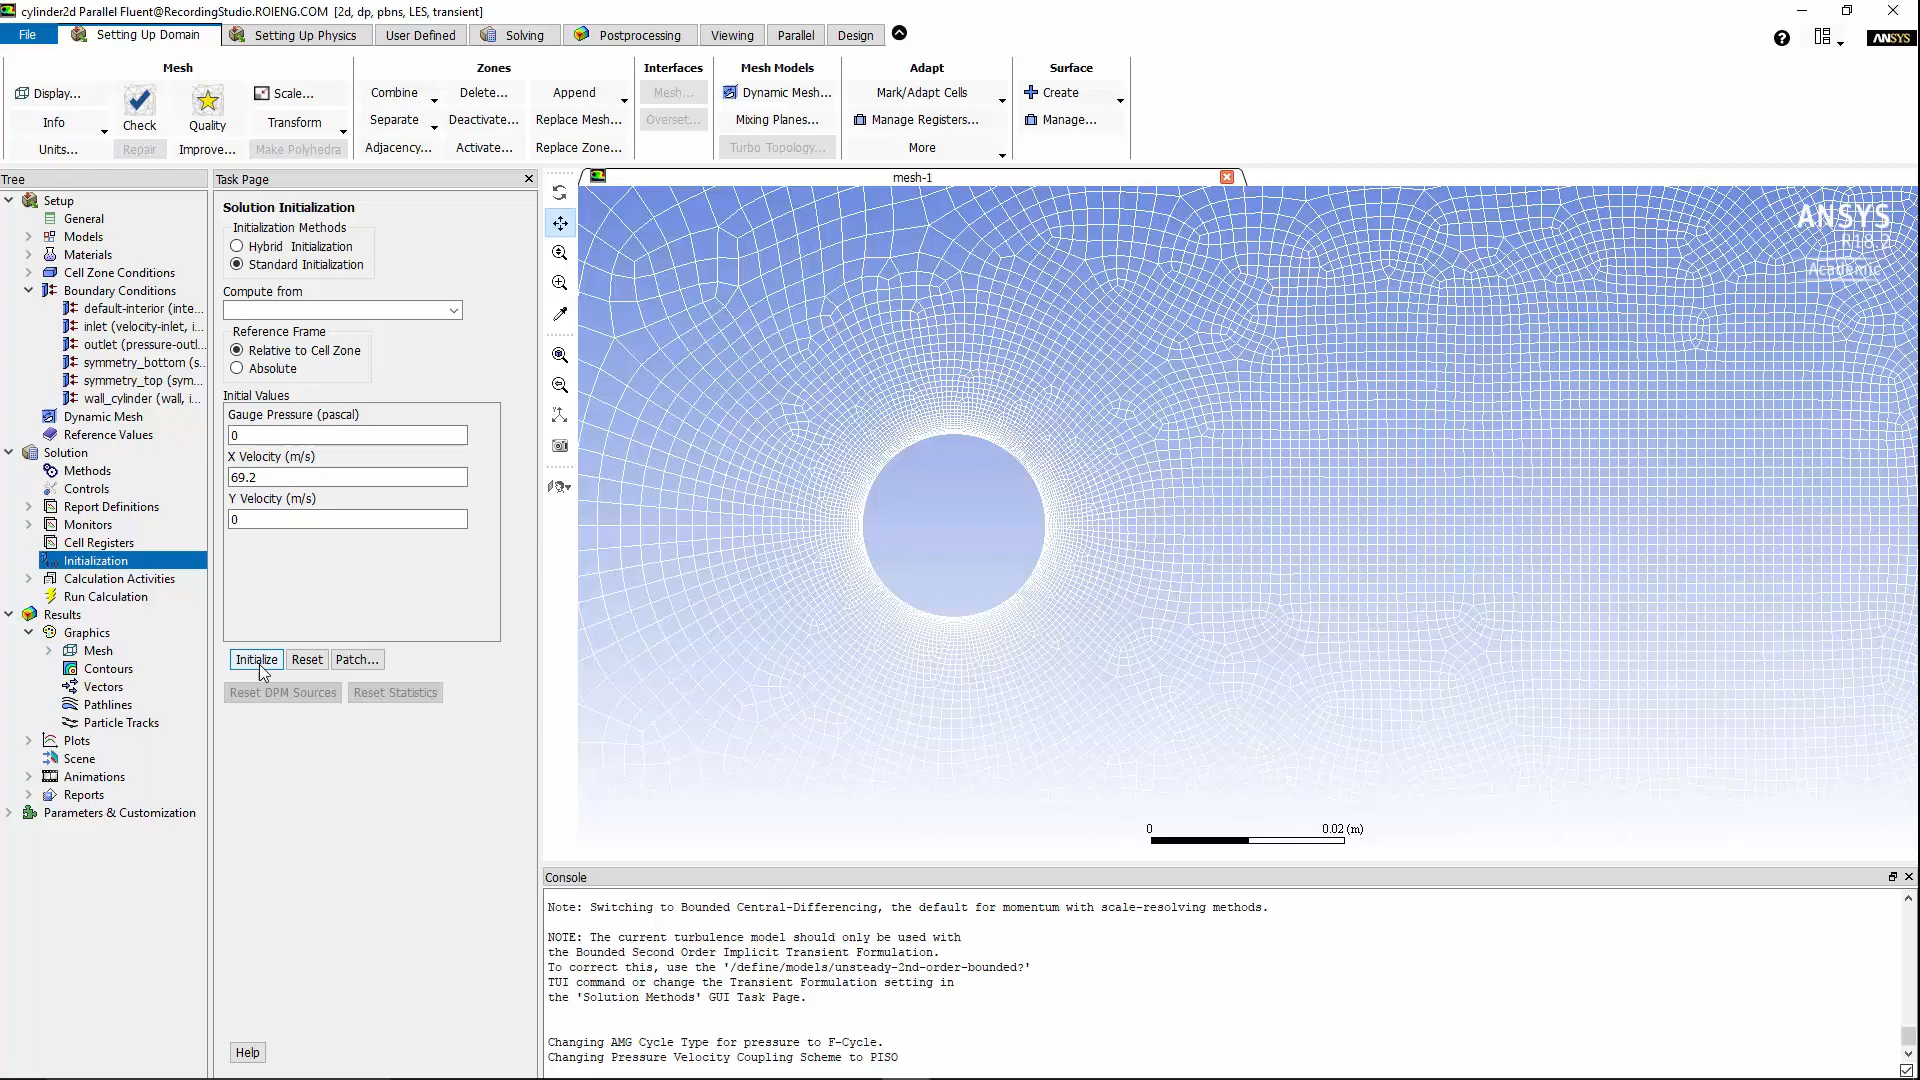 cylinder2d Parallel Fluent@RecordingStudio.ROIENG.COM [2d, dp, pbns, LES, transient]
File
Setting Up Domain
Setting Up Physics
User Defined
Solving
Postprocessing
Viewing
Parallel
Design
ANSYS
Mesh
Zones
Interfaces
Mesh Models
Adapt
Surface
Display...
Info
Units...
Check
Repair
Quality
Improve...
Scale...
Transform
Make Polyhedra
Combine
Separate
Adjacency...
Delete...
Deactivate...
Activate...
Append
Replace Mesh...
Replace Zone...
Mesh...
Overset...
Dynamic Mesh...
Mixing Planes...
Turbo Topology...
Mark/Adapt Cells
Manage Registers...
More
Create
Manage...
Tree
Setup
General
Models
Materials
Cell Zone Conditions
Boundary Conditions
default-interior (inte...
inlet (velocity-inlet, i...
outlet (pressure-outl...
symmetry_bottom (s...
symmetry_top (sym...
wall_cylinder (wall, i...
Dynamic Mesh
Reference Values
Solution
Methods
Controls
Report Definitions
Monitors
Cell Registers
Initialization
Calculation Activities
Run Calculation
Results
Graphics
Mesh
Contours
Vectors
Pathlines
Particle Tracks
Plots
Scene
Animations
Reports
Parameters & Customization
Task Page
Solution Initialization
Initialization Methods
Hybrid Initialization
Standard Initialization
Compute from
Reference Frame
Relative to Cell Zone
Absolute
Initial Values
Gauge Pressure (pascal)
0
X Velocity (m/s)
69.2
Y Velocity (m/s)
0
Initialize
Reset
Patch...
Reset DPM Sources
Reset Statistics
Help
mesh-1
ANSYS
R18.2
Academic
0
0.02 (m)
Console
Note: Switching to Bounded Central-Differencing, the default for momentum with scale-resolving methods.
NOTE: The current turbulence model should only be used with
the Bounded Second Order Implicit Transient Formulation.
To correct this, use the '/define/models/unsteady-2nd-order-bounded?'
TUI command or change the Transient Formulation setting in
the 'Solution Methods' GUI Task Page.
Changing AMG Cycle Type for pressure to F-Cycle.
Changing Pressure Velocity Coupling Scheme to PISO